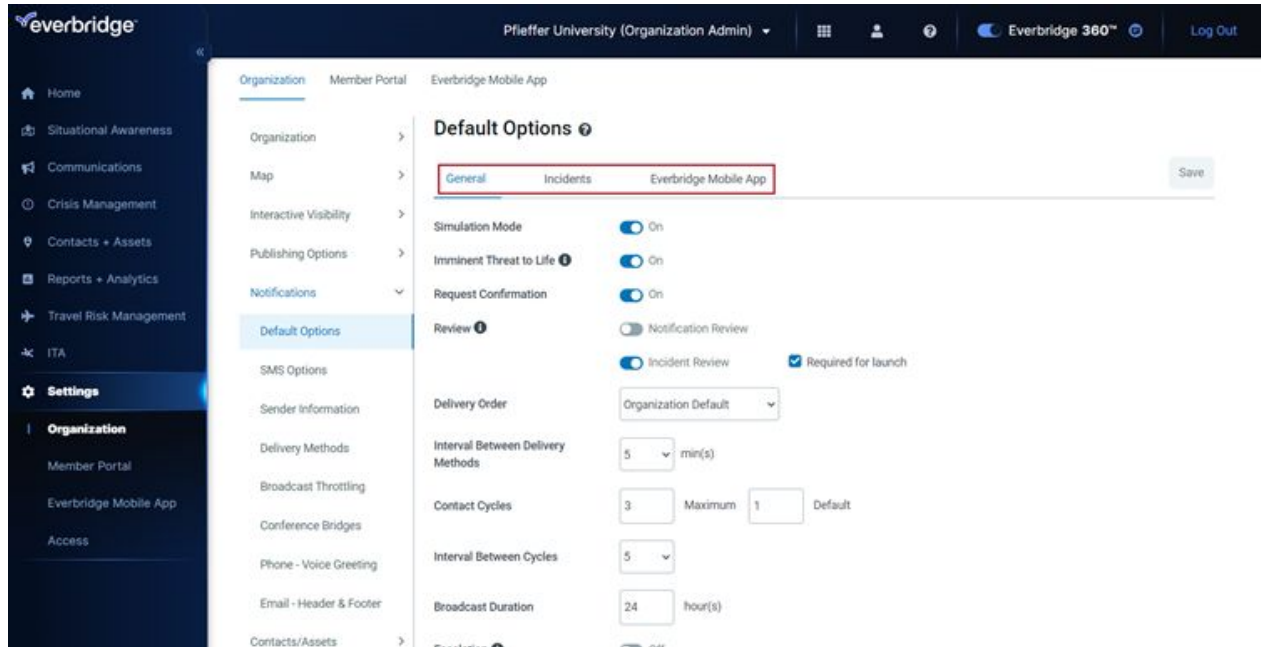 everbridge
Pfieffer University (Organization Admin)
Everbridge 360™
Log Out
Home
Situational Awareness
Communications
Crisis Management
Contacts + Assets
Reports + Analytics
Travel Risk Management
ITA
Settings
Organization
Member Portal
Everbridge Mobile App
Access
Organization Member Portal Everbridge Mobile App
Organization
Map
Interactive Visibility
Publishing Options
Notifications
Default Options
SMS Options
Sender Information
Delivery Methods
Broadcast Throttling
Conference Bridges
Phone - Voice Greeting
Email - Header & Footer
Contacts/Assets
Default Options
General Incidents Everbridge Mobile App
Save
Simulation Mode On
Imminent Threat to Life On
Request Confirmation On
Review Notification Review
Incident Review Required for launch
Delivery Order Organization Default
Interval Between Delivery
Methods
5 min(s)
Contact Cycles 3 Maximum 1 Default
Interval Between Cycles 5
Broadcast Duration 24 hour(s)